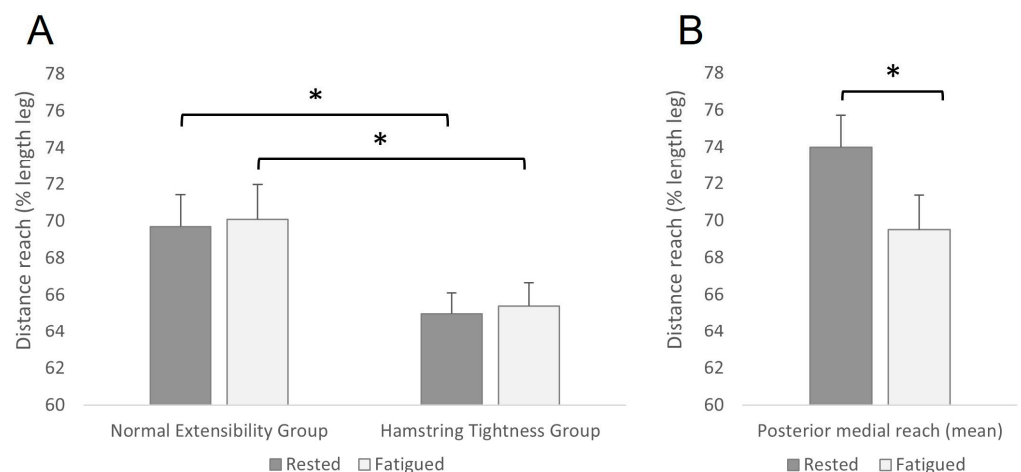 A
Distance reach (% length leg)
78
76
74
72
70
68
66
64
62
60
*
*
Normal Extensibility Group
Hamstring Tightness Group
Rested
Fatigued
B
Distance reach (% length leg)
78
76
74
72
70
68
66
64
62
60
*
Posterior medial reach (mean)
Rested
Fatigued